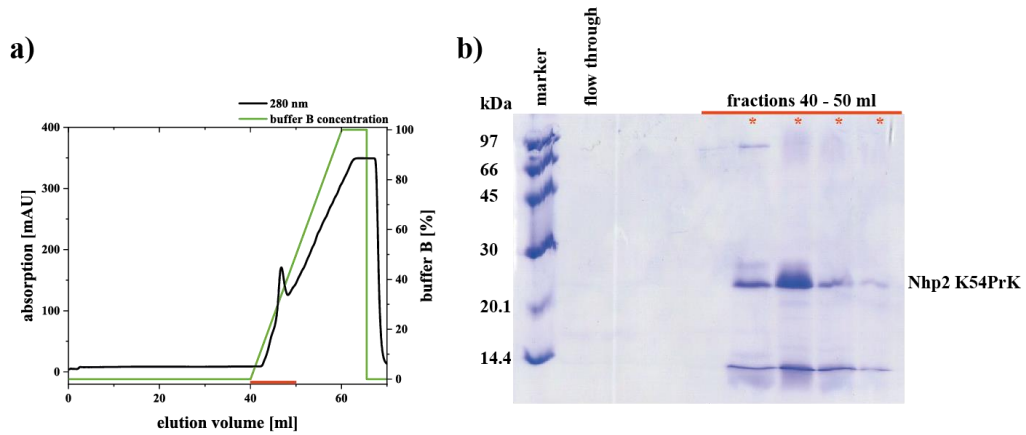 a)
280 nm
buffer B concentration
400
300
200
100
0
absorption [mAU]
100
80
60
40
20
0
buffer B [%]
0
20
40
60
elution volume [ml]
b)
marker
flow through
kDa
fractions 40 - 50 ml
* * * *
97
66
45
30
20.1
14.4
Nhp2 K54PrK